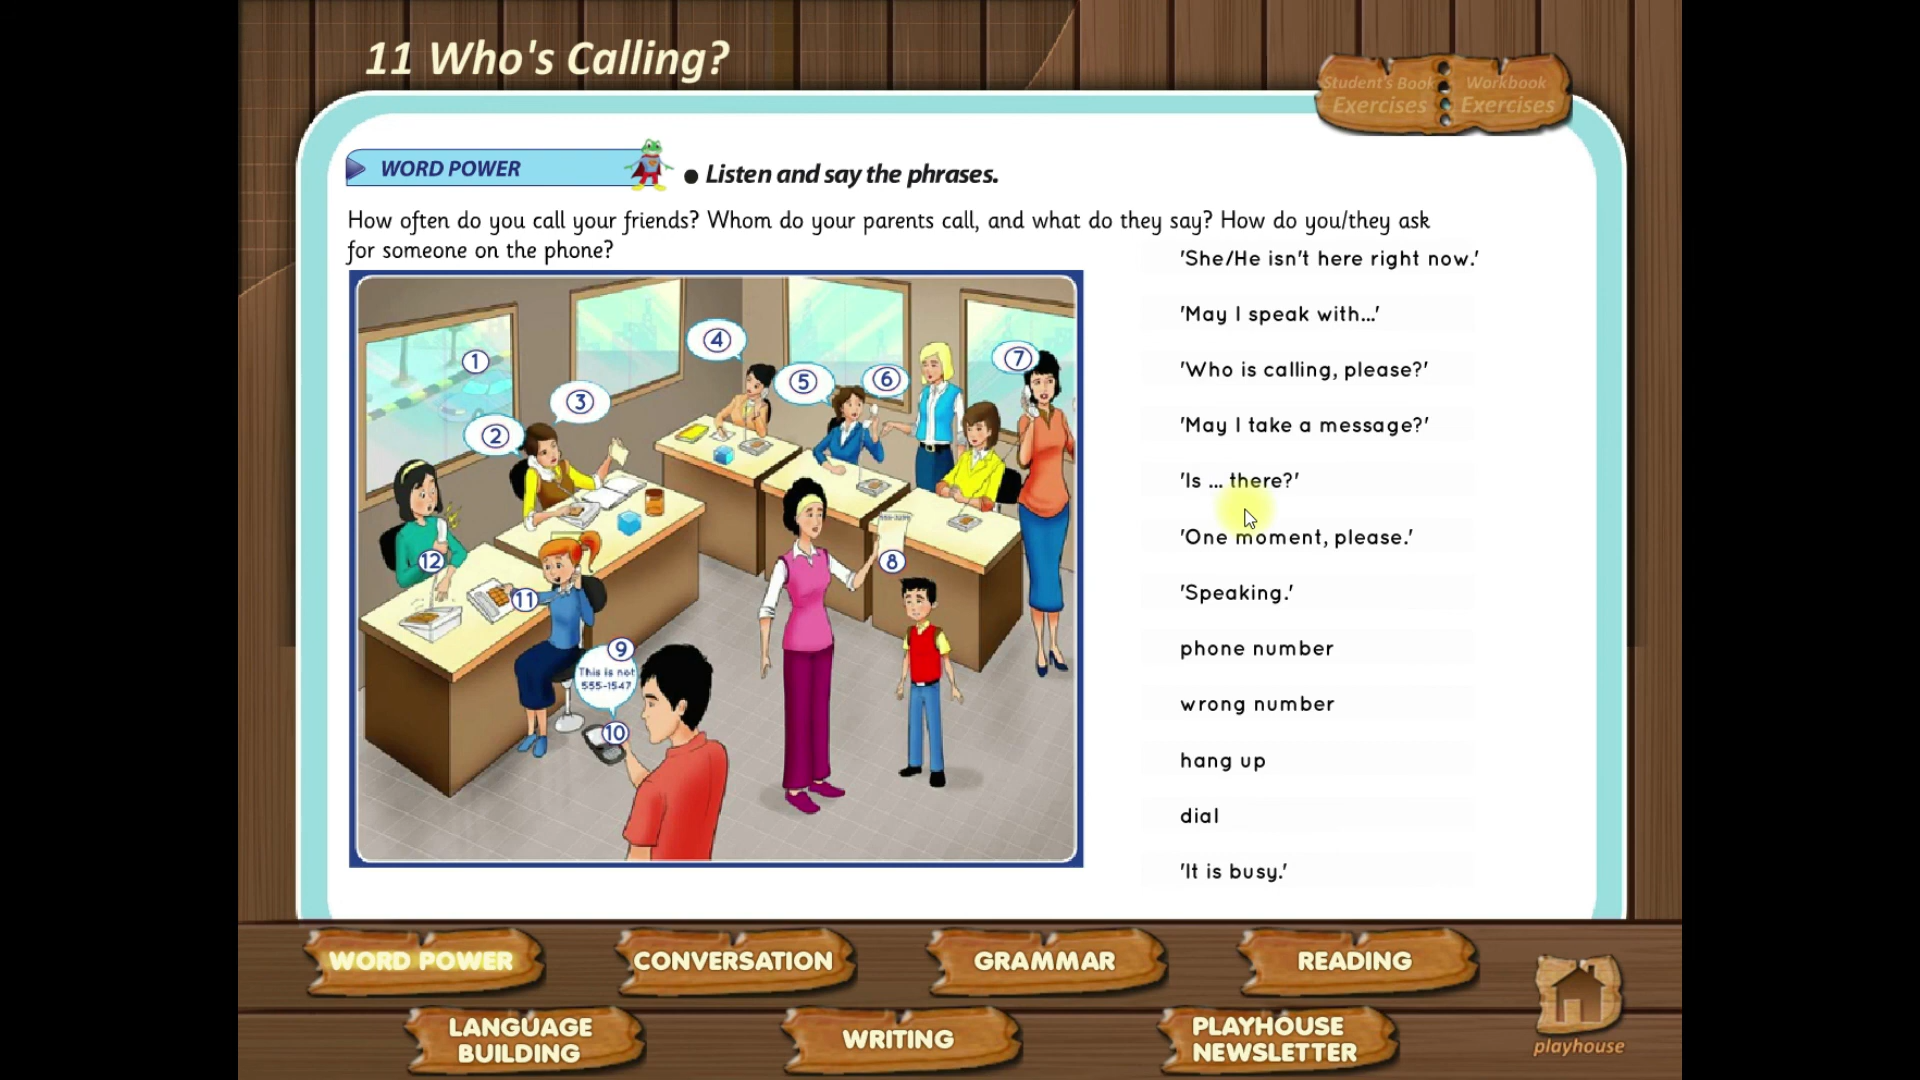 11 Who's Calling?
Student's Book Workbook
Exercises Exercises
WORD POWER
● Listen and say the phrases.
How often do you call your friends? Whom do your parents call, and what do they say? How do you/they ask
for someone on the phone?
'She/He isn't here right now.'
'May I speak with...'
'Who is calling, please?'
'May I take a message?'
'Is ... there?'
'One moment, please.'
'Speaking.'
phone number
wrong number
hang up
dial
'It is busy.'
1
2
3
4
5
6
7
8
9
This is not
555-1547
10
11
12
WORD POWER
CONVERSATION
GRAMMAR
READING
LANGUAGE
BUILDING
WRITING
PLAYHOUSE
NEWSLETTER
playhouse